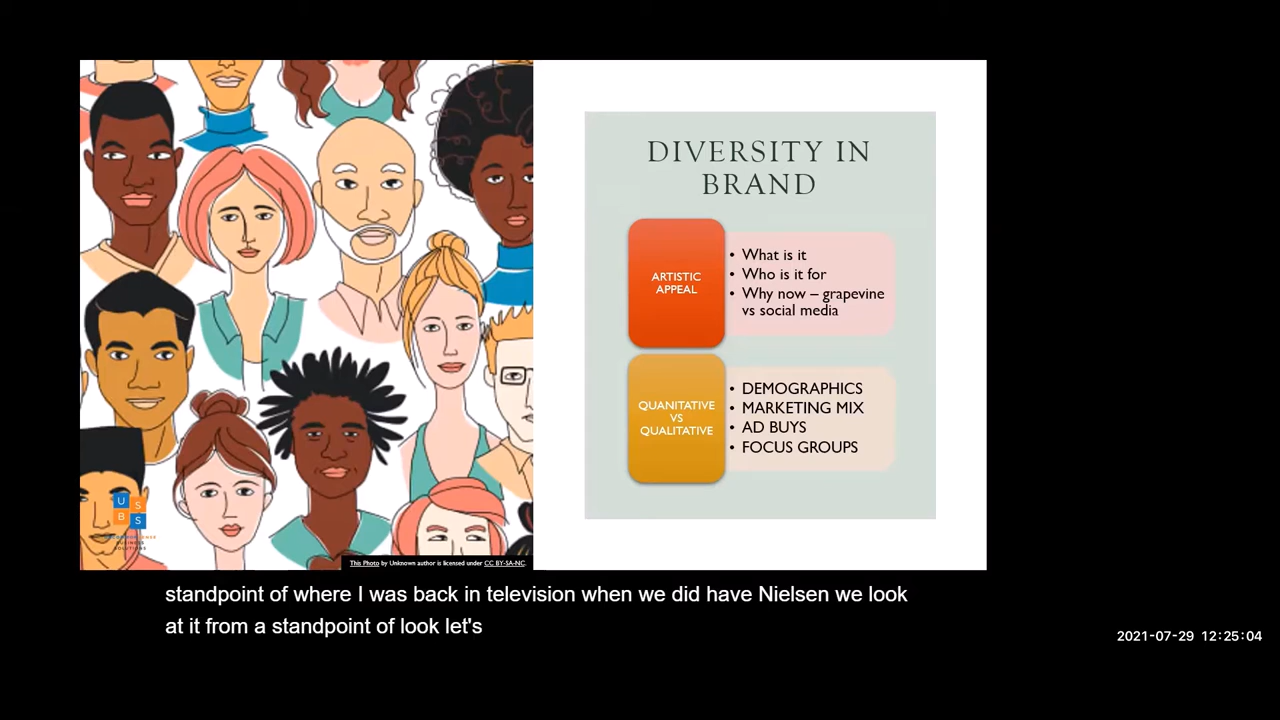 DIVERSITY IN
BRAND
ARTISTIC
APPEAL
• What is it
• Who is it for
• Why now – grapevine
vs social media
QUANITATIVE
VS
QUALITATIVE
• DEMOGRAPHICS
• MARKETING MIX
• AD BUYS
• FOCUS GROUPS
U S
B S
BUSINESS
SOLUTIONS
This Photo by Unknown author is licensed under CC BY-SA-NC.
standpoint of where I was back in television when we did have Nielsen we look
at it from a standpoint of look let's
2021-07-29 12:25:04